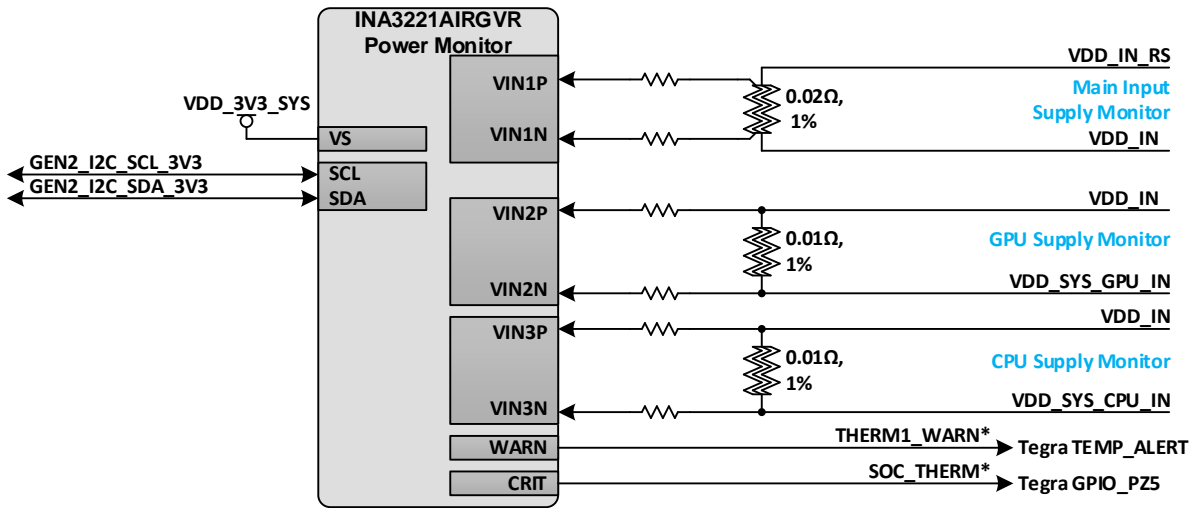 INA3221AIRGVR
Power Monitor
VDD_3V3_SYS
VS
GEN2_I2C_SCL_3V3
GEN2_I2C_SDA_3V3
SCL
SDA
VIN1P
VIN1N
0.02Ω,
1%
VDD_IN_RS
Main Input
Supply Monitor
VDD_IN
VIN2P
VIN2N
0.01Ω,
1%
VDD_IN
GPU Supply Monitor
VDD_SYS_GPU_IN
VIN3P
VIN3N
0.01Ω,
1%
VDD_IN
CPU Supply Monitor
VDD_SYS_CPU_IN
WARN
THERM1_WARN*
Tegra TEMP_ALERT
CRIT
SOC_THERM*
Tegra GPIO_PZ5